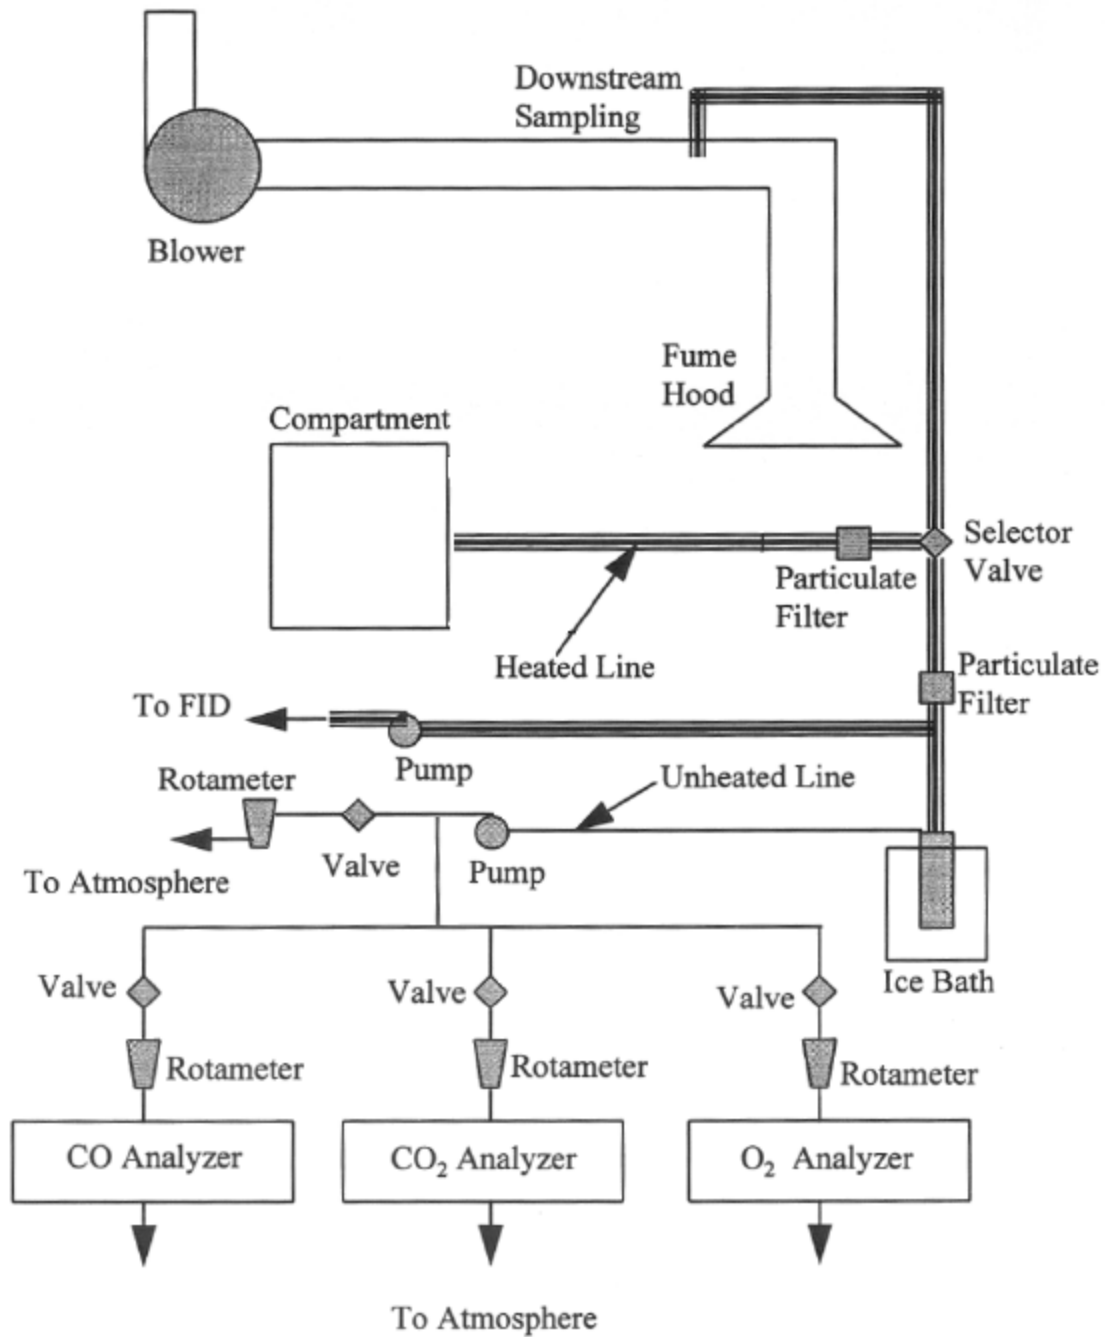 Downstream
Sampling
Blower
Fume
Hood
Compartment
Selector
Valve
Particulate
Filter
Heated Line
Particulate
Filter
To FID
Pump
Rotameter
Unheated Line
Valve
Pump
To Atmosphere
Ice Bath
Valve
Valve
Valve
Rotameter
Rotameter
Rotameter
CO Analyzer
CO₂ Analyzer
O₂ Analyzer
To Atmosphere